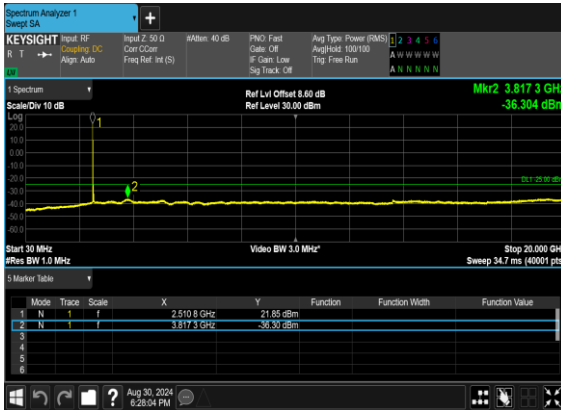 Spectrum Analyzer 1
Swept SA
KEYSIGHT Input: RF Input Z: 50 Ω #Atten: 40 dB PNO: Fast Avg Type: Power (RMS) 1 2 3 4 5 6
R T Coupling: DC Corr CCorr Gate: Off Avg|Hold: 100/100 A W W W W W
Align: Auto Freq Ref: Int (S) IF Gain: Low Trig: Free Run
LXI Sig Track: Off A N N N N N
1 Spectrum Ref Lvl Offset 8.60 dB Mkr2 3.817 3 GHz
Scale/Div 10 dB Ref Level 30.00 dBm -36.304 dBm
Log
1
20.0
10.0
0.00
-10.0
-20.0
DL1 -25.00 dBm
-30.0
2
-40.0
-50.0
-60.0
Start 30 MHz Video BW 3.0 MHz* Stop 20.000 GHz
#Res BW 1.0 MHz Sweep 34.7 ms (40001 pts)
5 Marker Table
Mode Trace Scale X Y Function Function Width Function Value
1 N 1 f 2.510 8 GHz 21.85 dBm
2 N 1 f 3.817 3 GHz -36.30 dBm
3
4
5
6
? Aug 30, 2024
6:28:04 PM